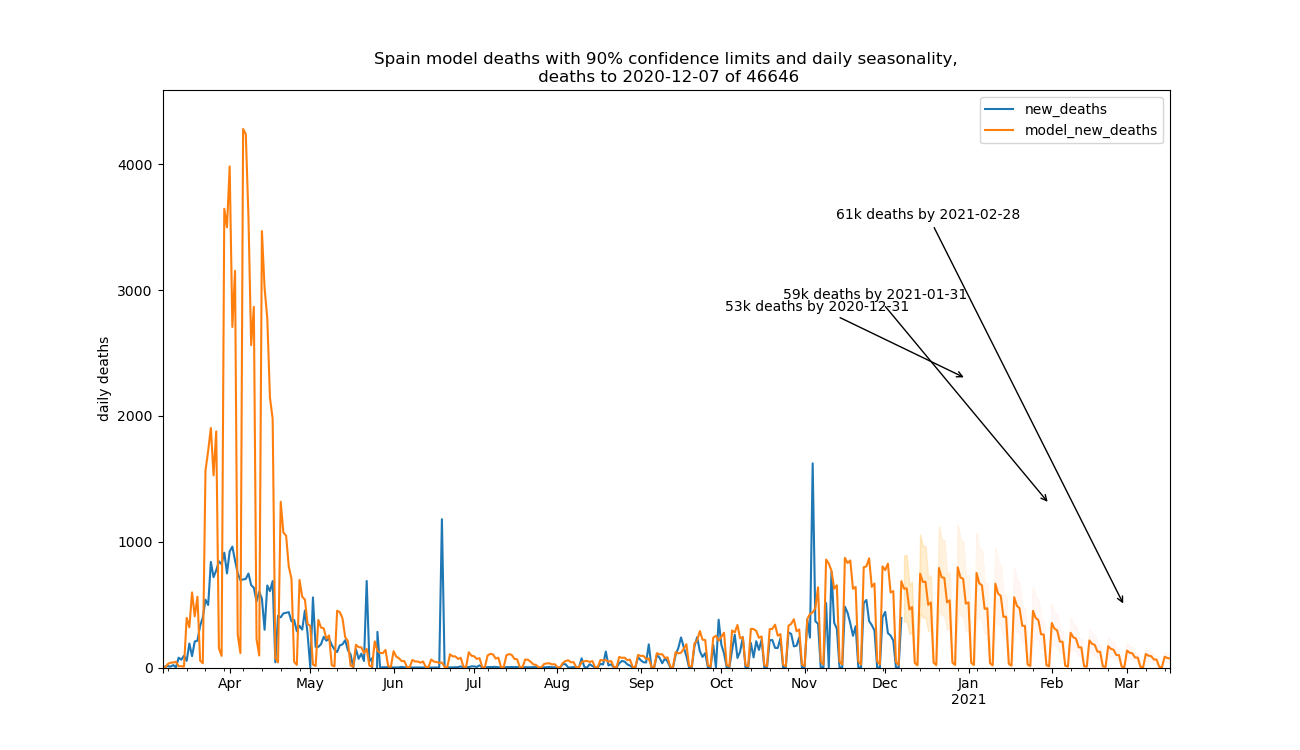 Spain model deaths with 90% confidence limits and daily seasonality,
deaths to 2020-12-07 of 46646
new_deaths
model_new_deaths
daily deaths
4000
3000
2000
1000
0
61k deaths by 2021-02-28
59k deaths by 2021-01-31
53k deaths by 2020-12-31
Apr May Jun Jul Aug Sep Oct Nov Dec Jan Feb Mar
2021